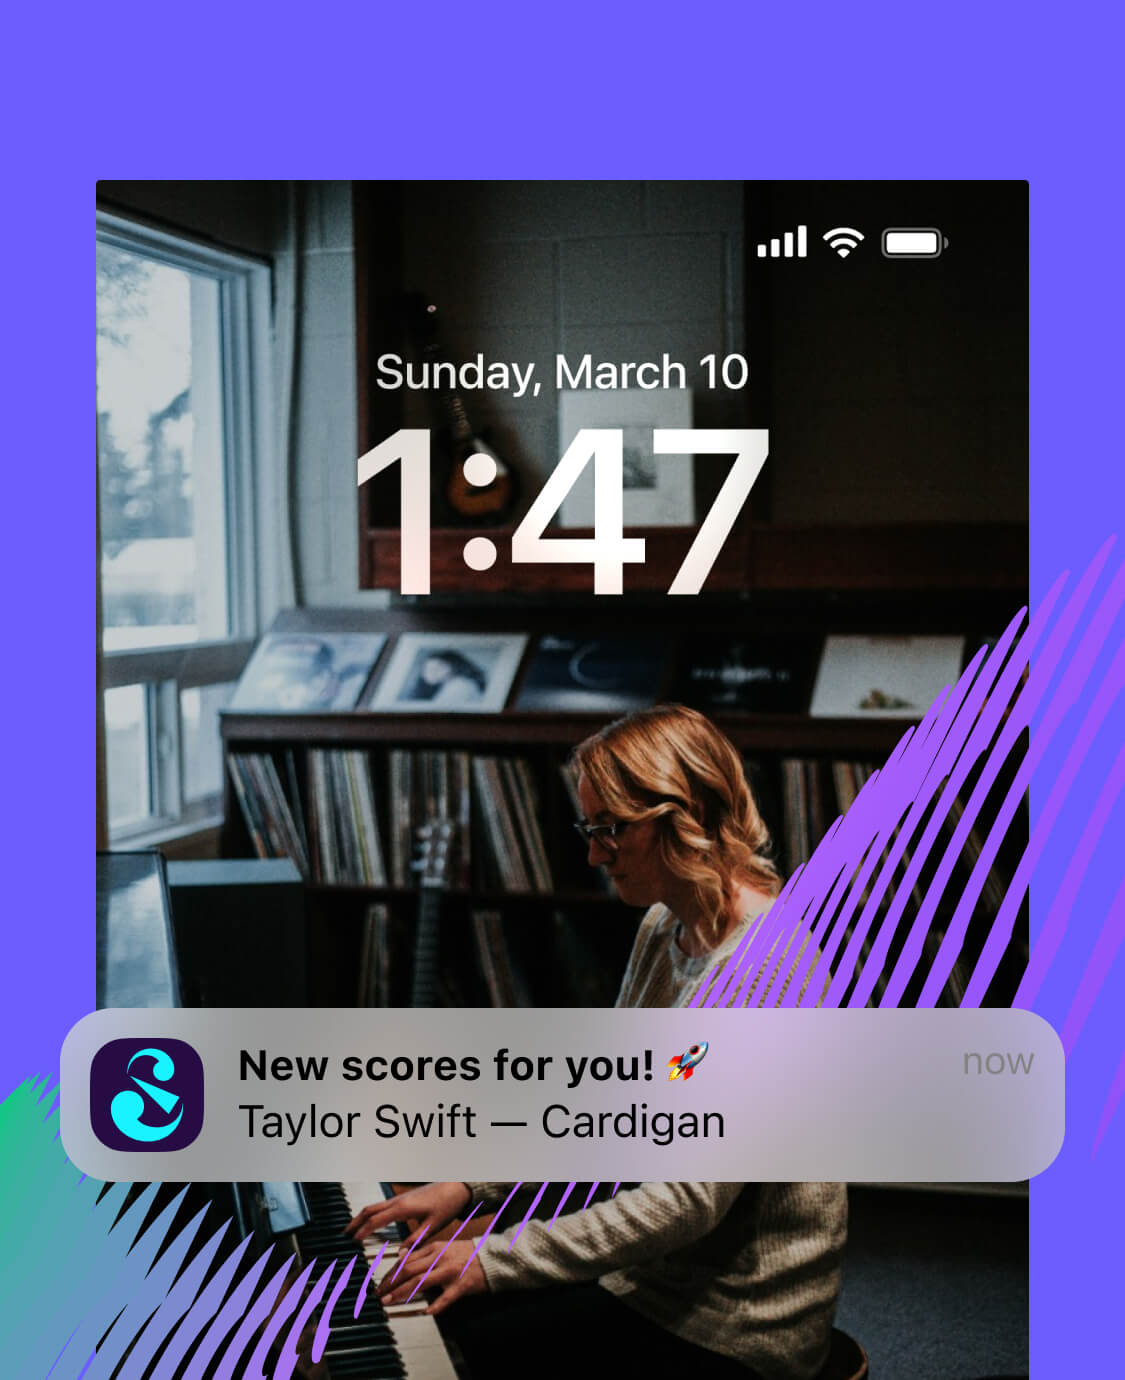 Sunday, March 10
1:47
New scores for you! 🚀
now
Taylor Swift — Cardigan